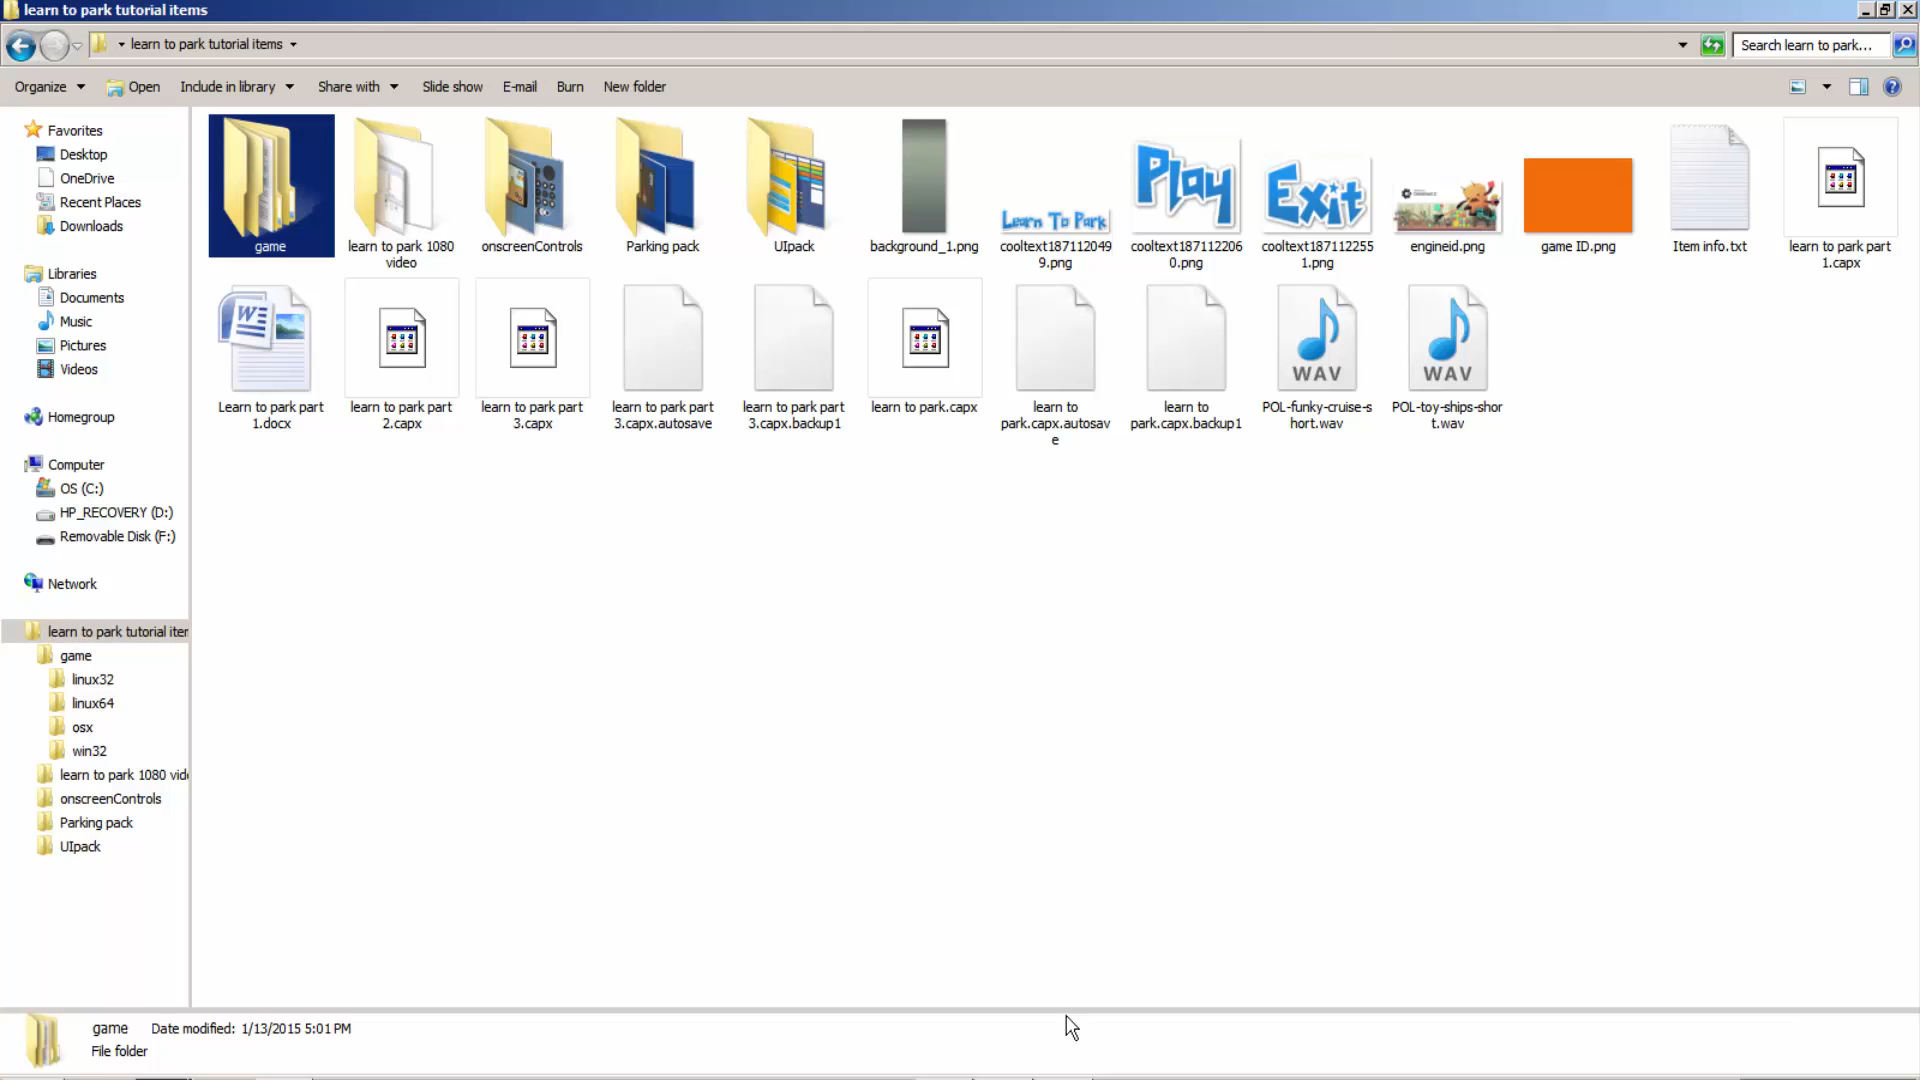 learn to park tutorial items
learn to park tutorial items
Search learn to park...
Organize
Open
Include in library
Share with
Slide show
E-mail
Burn
New folder
Favorites
Desktop
OneDrive
Recent Places
Downloads
Libraries
Documents
Music
Pictures
Videos
Homegroup
Computer
OS (C:)
HP_RECOVERY (D:)
Removable Disk (F:)
Network
learn to park tutorial iter
game
linux32
linux64
osx
win32
learn to park 1080 vide
onscreenControls
Parking pack
UIpack
game
learn to park 1080
video
onscreenControls
Parking pack
UIpack
background_1.png
Learn To Park
cooltext187112049
9.png
Play
cooltext187112206
0.png
Exit
cooltext187112255
1.png
engineid.png
game ID.png
Item info.txt
learn to park part
1.capx
W
Learn to park part
1.docx
learn to park part
2.capx
learn to park part
3.capx
learn to park part
3.capx.autosave
learn to park part
3.capx.backup1
learn to park.capx
learn to
park.capx.autosav
e
learn to
park.capx.backup1
WAV
POL-funky-cruise-s
hort.wav
WAV
POL-toy-ships-shor
t.wav
game
Date modified: 1/13/2015 5:01 PM
File folder